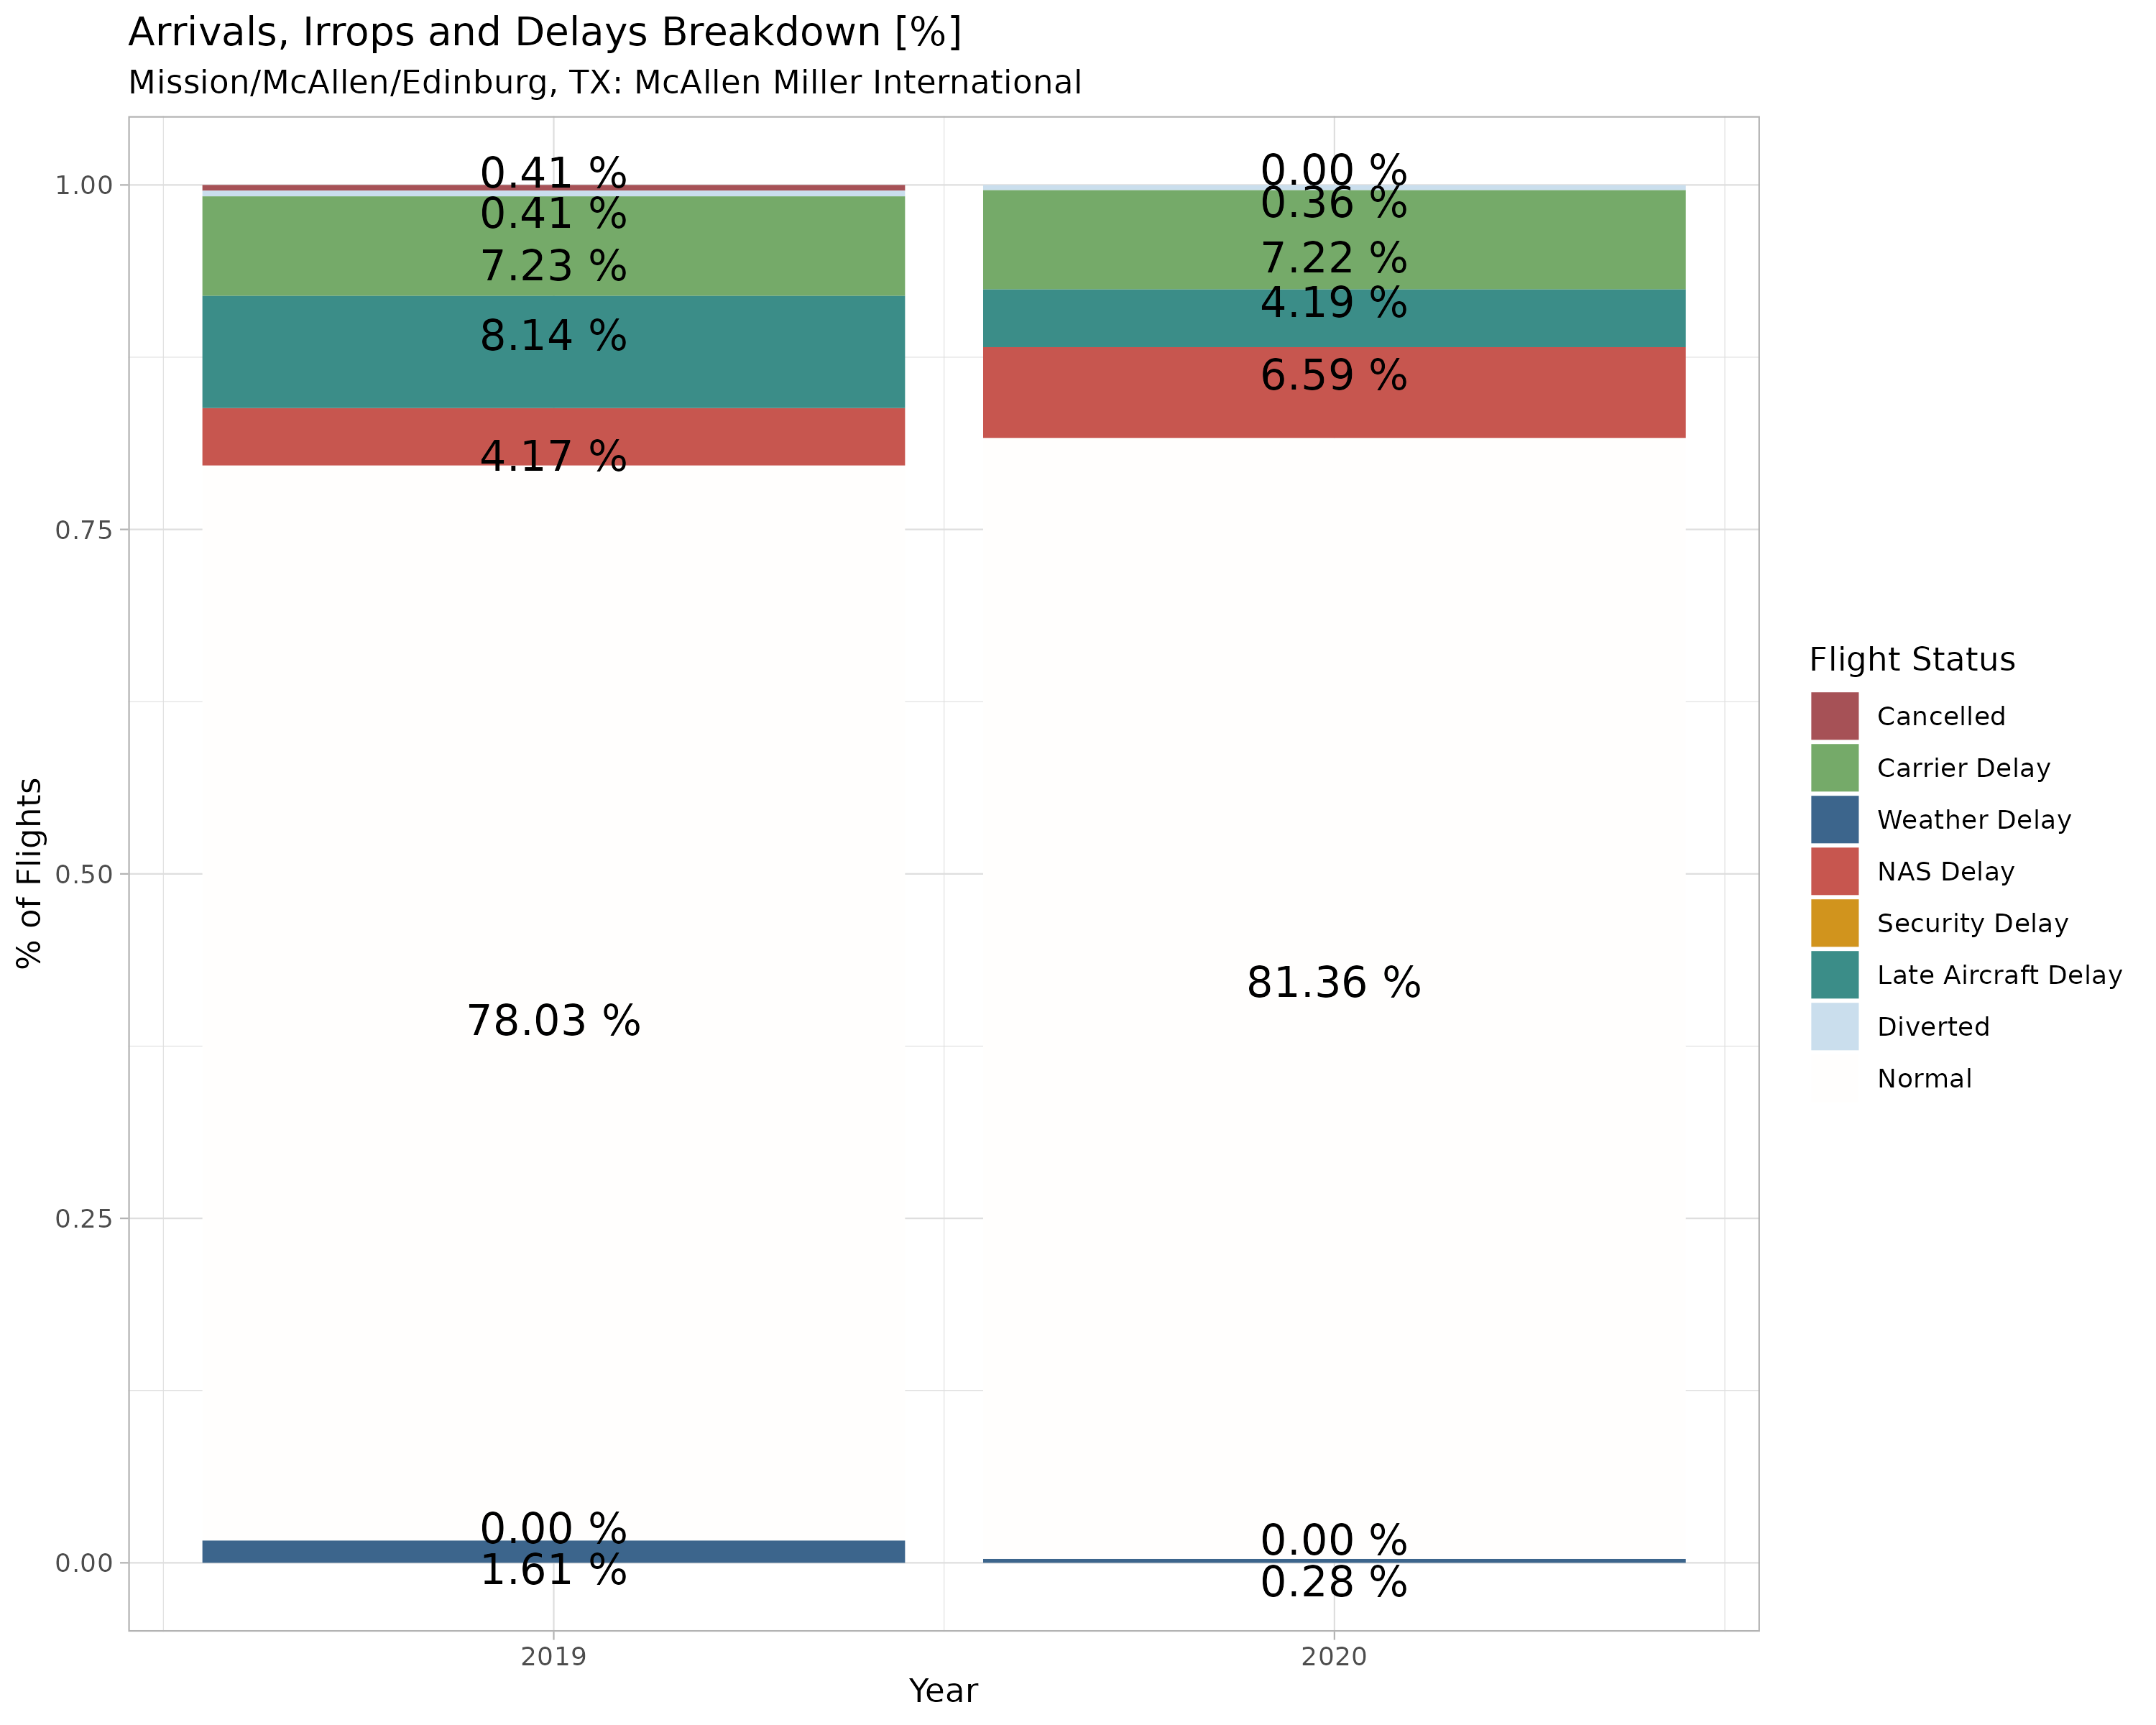 Arrivals, Irrops and Delays Breakdown [%]
Mission/McAllen/Edinburg, TX: McAllen Miller International
% of Flights
1.00
0.75
0.50
0.25
0.00
0.41 %
0.41 %
7.23 %
8.14 %
4.17 %
78.03 %
0.00 %
1.61 %
0.00 %
0.36 %
7.22 %
4.19 %
6.59 %
81.36 %
0.00 %
0.28 %
2019
2020
Year
Flight Status
Cancelled
Carrier Delay
Weather Delay
NAS Delay
Security Delay
Late Aircraft Delay
Diverted
Normal